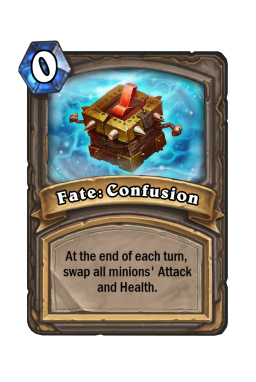 0
Fate: Confusion
At the end of each turn,
swap all minions' Attack
and Health.